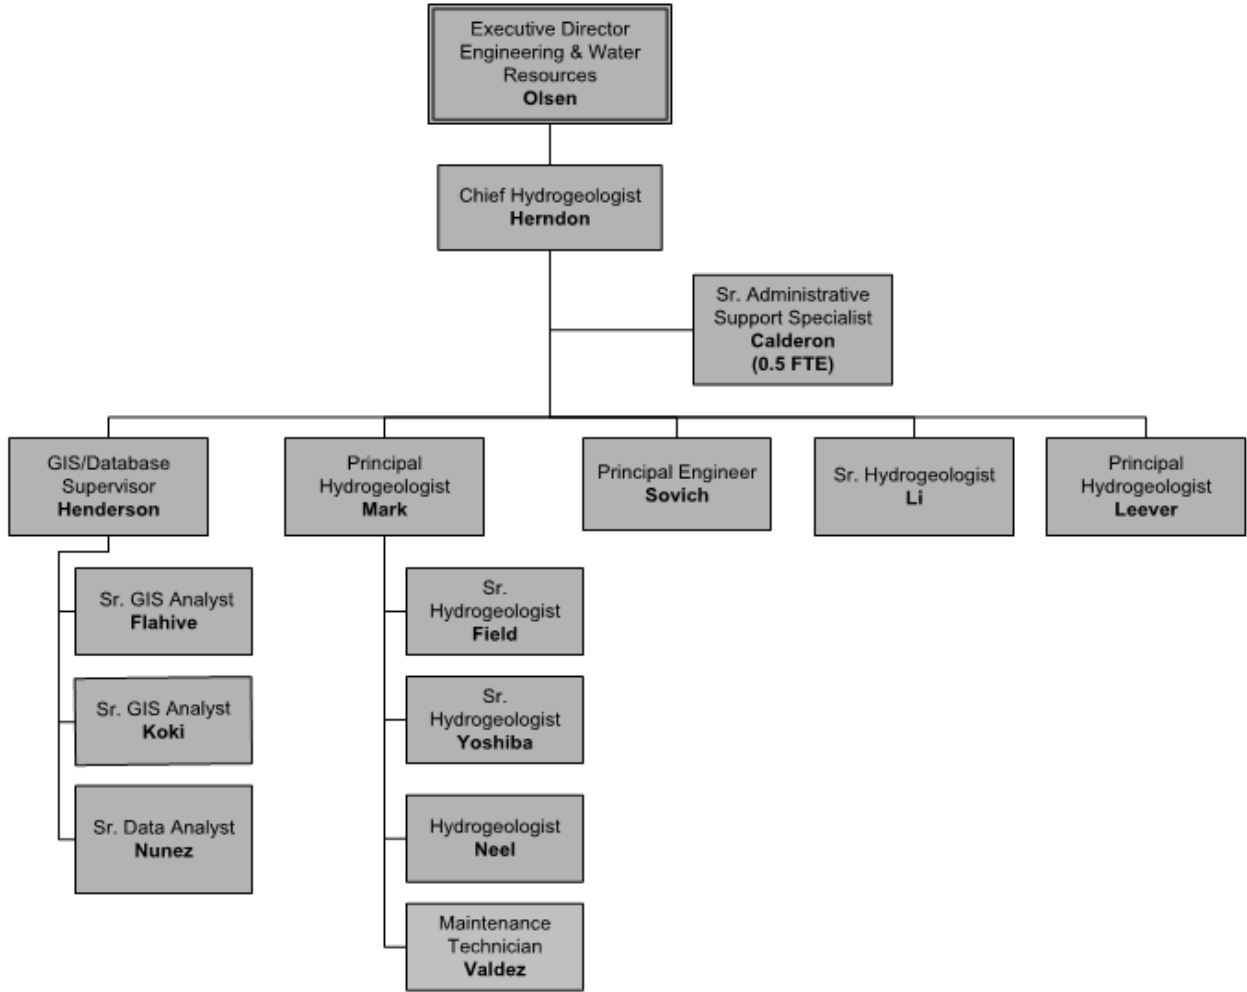 Executive Director
Engineering & Water
Resources
Olsen
Chief Hydrogeologist
Herndon
Sr. Administrative
Support Specialist
Calderon
(0.5 FTE)
GIS/Database
Supervisor
Henderson
Principal
Hydrogeologist
Mark
Principal Engineer
Sovich
Sr. Hydrogeologist
Li
Principal
Hydrogeologist
Leever
Sr. GIS Analyst
Flahive
Sr. GIS Analyst
Koki
Sr. Data Analyst
Nunez
Sr.
Hydrogeologist
Field
Sr.
Hydrogeologist
Yoshiba
Hydrogeologist
Neel
Maintenance
Technician
Valdez